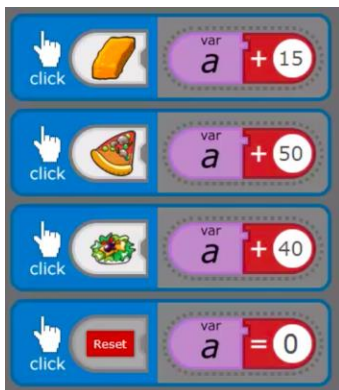 click
var
a + 15
click
var
a + 50
click
var
a + 40
click
Reset
var
a = 0